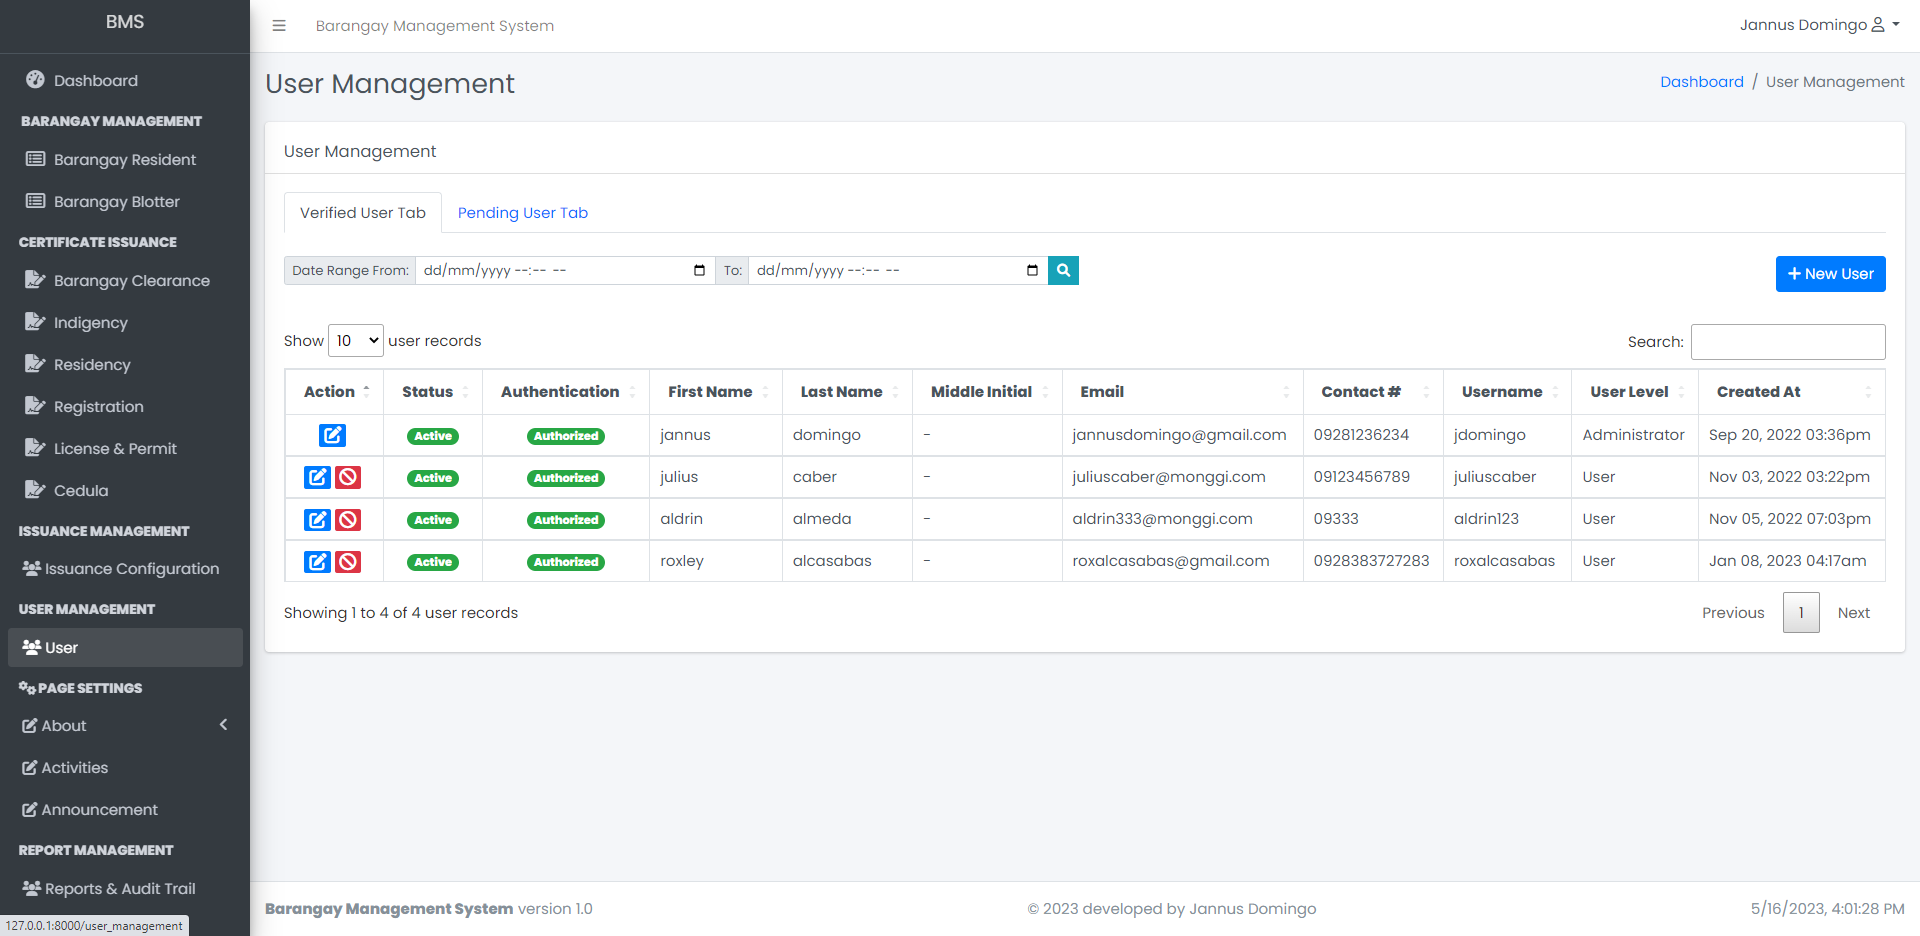 BMS
Barangay Management System
Jannus Domingo
Dashboard
BARANGAY MANAGEMENT
Barangay Resident
Barangay Blotter
CERTIFICATE ISSUANCE
Barangay Clearance
Indigency
Residency
Registration
License & Permit
Cedula
ISSUANCE MANAGEMENT
Issuance Configuration
USER MANAGEMENT
User
PAGE SETTINGS
About
Activities
Announcement
REPORT MANAGEMENT
Reports & Audit Trail
127.0.0.1:8000/user_management
User Management
Dashboard / User Management
User Management
Verified User Tab Pending User Tab
Date Range From: dd/mm/yyyy --:-- -- To: dd/mm/yyyy --:-- --
+ New User
Show 10 user records
Search:
Action Status Authentication First Name Last Name Middle Initial Email Contact # Username User Level Created At
Active Authorized jannus domingo - jannusdomingo@gmail.com 09281236234 jdomingo Administrator Sep 20, 2022 03:36pm
Active Authorized julius caber - juliuscaber@monggi.com 09123456789 juliuscaber User Nov 03, 2022 03:22pm
Active Authorized aldrin almeda - aldrin333@monggi.com 09333 aldrin123 User Nov 05, 2022 07:03pm
Active Authorized roxley alcasabas - roxalcasabas@gmail.com 0928383727283 roxalcasabas User Jan 08, 2023 04:17am
Showing 1 to 4 of 4 user records
Previous 1 Next
Barangay Management System version 1.0
© 2023 developed by Jannus Domingo
5/16/2023, 4:01:28 PM